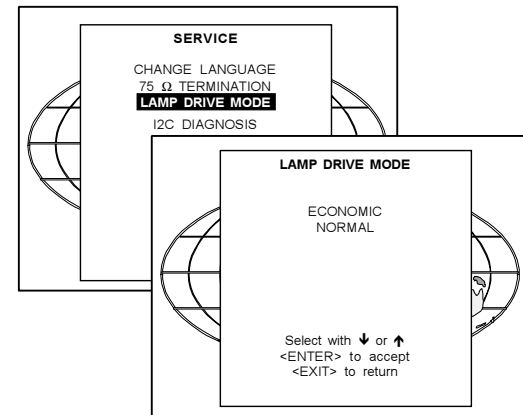 SERVICE
CHANGE LANGUAGE
75 Ω TERMINATION
LAMP DRIVE MODE
I2C DIAGNOSIS
LAMP DRIVE MODE
ECONOMIC
NORMAL
Select with ↓ or ↑
<ENTER> to accept
<EXIT> to return